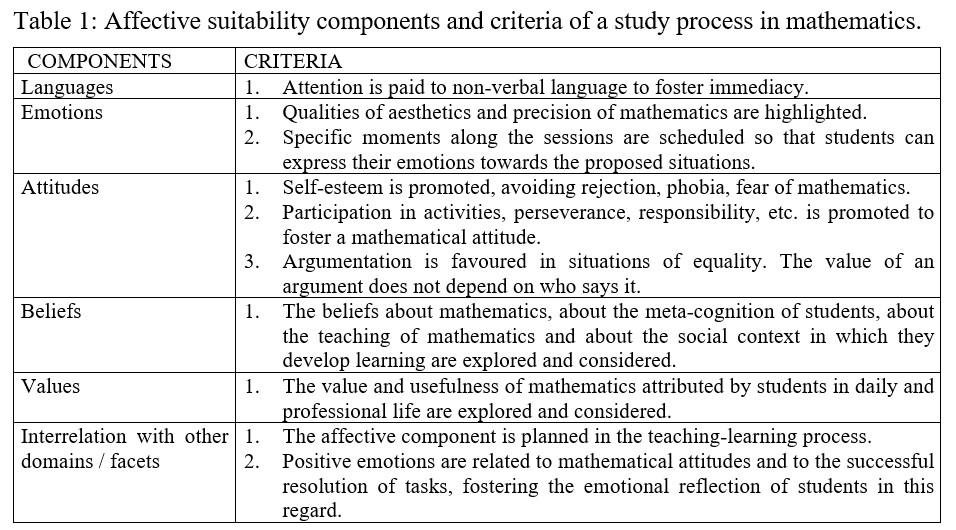 Table 1: Affective suitability components and criteria of a study process in mathematics.
COMPONENTS CRITERIA
Languages 1. Attention is paid to non-verbal language to foster immediacy.
Emotions 1. Qualities of aesthetics and precision of mathematics are highlighted.
2. Specific moments along the sessions are scheduled so that students can
express their emotions towards the proposed situations.
Attitudes 1. Self-esteem is promoted, avoiding rejection, phobia, fear of mathematics.
2. Participation in activities, perseverance, responsibility, etc. is promoted to
foster a mathematical attitude.
3. Argumentation is favoured in situations of equality. The value of an
argument does not depend on who says it.
Beliefs 1. The beliefs about mathematics, about the meta-cognition of students, about
the teaching of mathematics and about the social context in which they
develop learning are explored and considered.
Values 1. The value and usefulness of mathematics attributed by students in daily and
professional life are explored and considered.
Interrelation with other 1. The affective component is planned in the teaching-learning process.
domains / facets 2. Positive emotions are related to mathematical attitudes and to the successful
resolution of tasks, fostering the emotional reflection of students in this
regard.